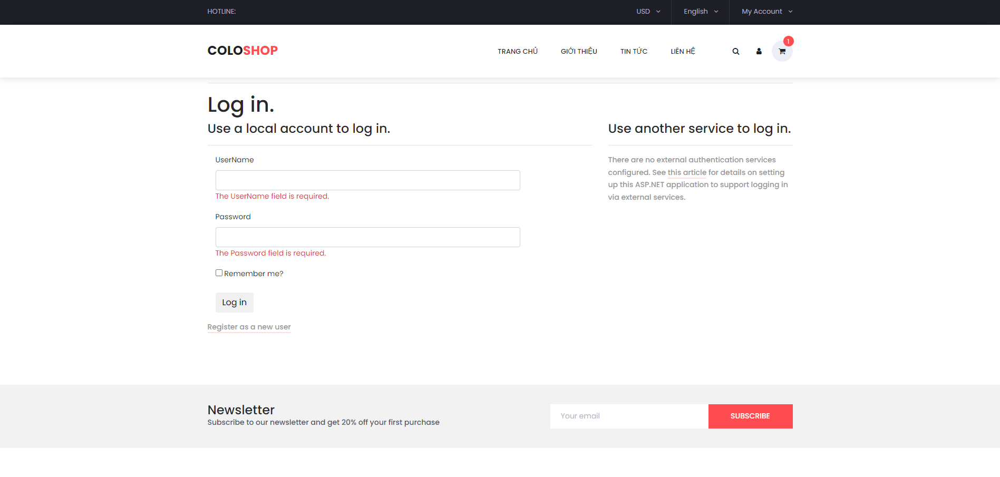 HOTLINE:
USD
English
My Account
COLOSHOP
TRANG CHỦ
GIỚI THIỆU
TIN TỨC
LIÊN HỆ
1
Log in.
Use a local account to log in.
UserName
The UserName field is required.
Password
The Password field is required.
Remember me?
Log in
Register as a new user
Use another service to log in.
There are no external authentication services
configured. See this article for details on setting
up this ASP.NET application to support logging in
via external services.
Newsletter
Subscribe to our newsletter and get 20% off your first purchase
Your email
SUBSCRIBE